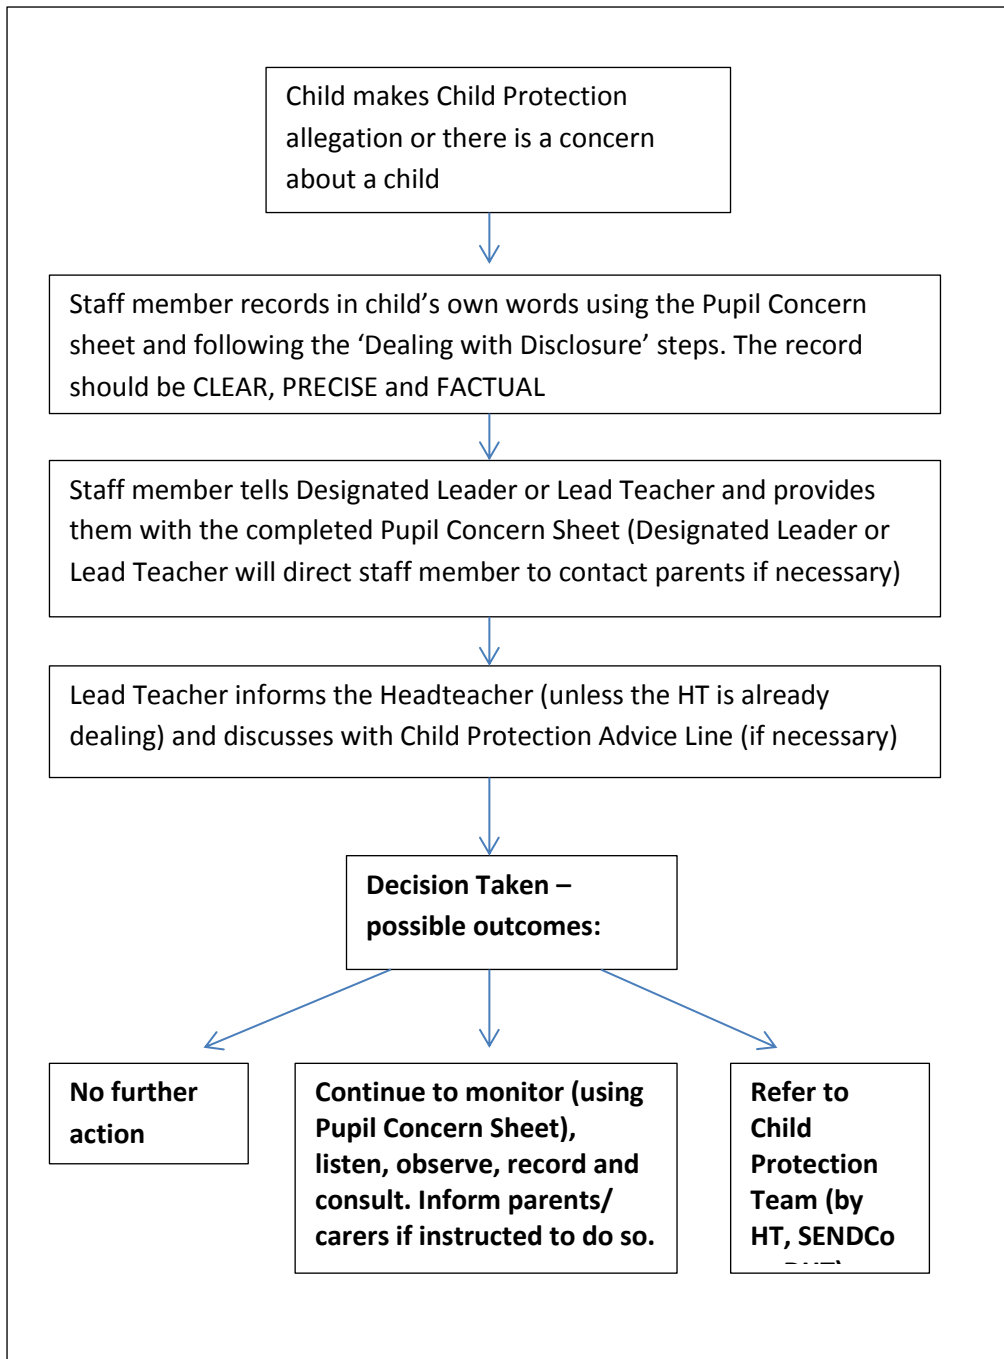 Child makes Child Protection
allegation or there is a concern
about a child
Staff member records in child’s own words using the Pupil Concern
sheet and following the ‘Dealing with Disclosure’ steps. The record
should be CLEAR, PRECISE and FACTUAL
Staff member tells Designated Leader or Lead Teacher and provides
them with the completed Pupil Concern Sheet (Designated Leader or
Lead Teacher will direct staff member to contact parents if necessary)
Lead Teacher informs the Headteacher (unless the HT is already
dealing) and discusses with Child Protection Advice Line (if necessary)
Decision Taken –
possible outcomes:
No further
action
Continue to monitor (using
Pupil Concern Sheet),
listen, observe, record and
consult. Inform parents/
carers if instructed to do so.
Refer to
Child
Protection
Team (by
HT, SENDCo